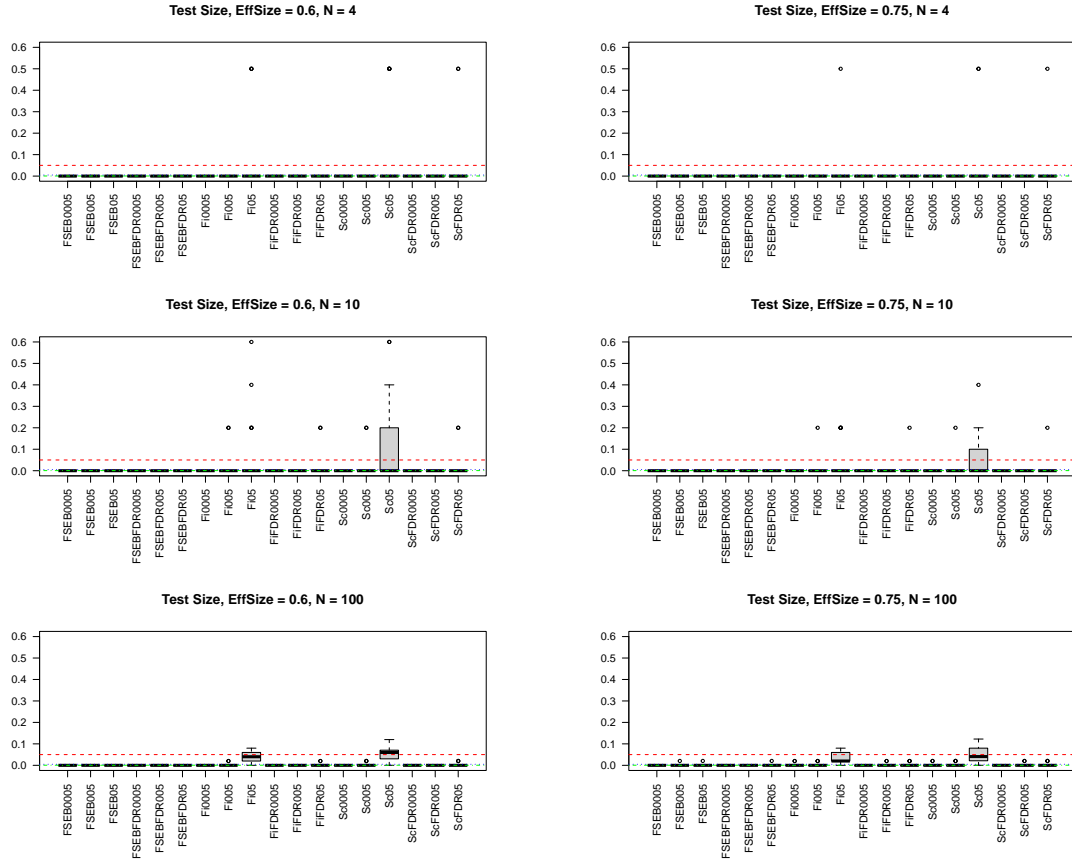 Test Size, EffSize = 0.6, N = 4
0.6
0.5
0.4
0.3
0.2
0.1
0.0
FSEB0005
FSEB005
FSEB05
FSEBFDR0005
FSEBFDR005
FSEBFDR05
Fi0005
Fi005
Fi05
FiFDR0005
FiFDR005
FiFDR05
Sc0005
Sc005
Sc05
ScFDR0005
ScFDR005
ScFDR05
Test Size, EffSize = 0.75, N = 4
0.6
0.5
0.4
0.3
0.2
0.1
0.0
FSEB0005
FSEB005
FSEB05
FSEBFDR0005
FSEBFDR005
FSEBFDR05
Fi0005
Fi005
Fi05
FiFDR0005
FiFDR005
FiFDR05
Sc0005
Sc005
Sc05
ScFDR0005
ScFDR005
ScFDR05
Test Size, EffSize = 0.6, N = 10
0.6
0.5
0.4
0.3
0.2
0.1
0.0
FSEB0005
FSEB005
FSEB05
FSEBFDR0005
FSEBFDR005
FSEBFDR05
Fi0005
Fi005
Fi05
FiFDR0005
FiFDR005
FiFDR05
Sc0005
Sc005
Sc05
ScFDR0005
ScFDR005
ScFDR05
Test Size, EffSize = 0.75, N = 10
0.6
0.5
0.4
0.3
0.2
0.1
0.0
FSEB0005
FSEB005
FSEB05
FSEBFDR0005
FSEBFDR005
FSEBFDR05
Fi0005
Fi005
Fi05
FiFDR0005
FiFDR005
FiFDR05
Sc0005
Sc005
Sc05
ScFDR0005
ScFDR005
ScFDR05
Test Size, EffSize = 0.6, N = 100
0.6
0.5
0.4
0.3
0.2
0.1
0.0
FSEB0005
FSEB005
FSEB05
FSEBFDR0005
FSEBFDR005
FSEBFDR05
Fi0005
Fi005
Fi05
FiFDR0005
FiFDR005
FiFDR05
Sc0005
Sc005
Sc05
ScFDR0005
ScFDR005
ScFDR05
Test Size, EffSize = 0.75, N = 100
0.6
0.5
0.4
0.3
0.2
0.1
0.0
FSEB0005
FSEB005
FSEB05
FSEBFDR0005
FSEBFDR005
FSEBFDR05
Fi0005
Fi005
Fi05
FiFDR0005
FiFDR005
FiFDR05
Sc0005
Sc005
Sc05
ScFDR0005
ScFDR005
ScFDR05